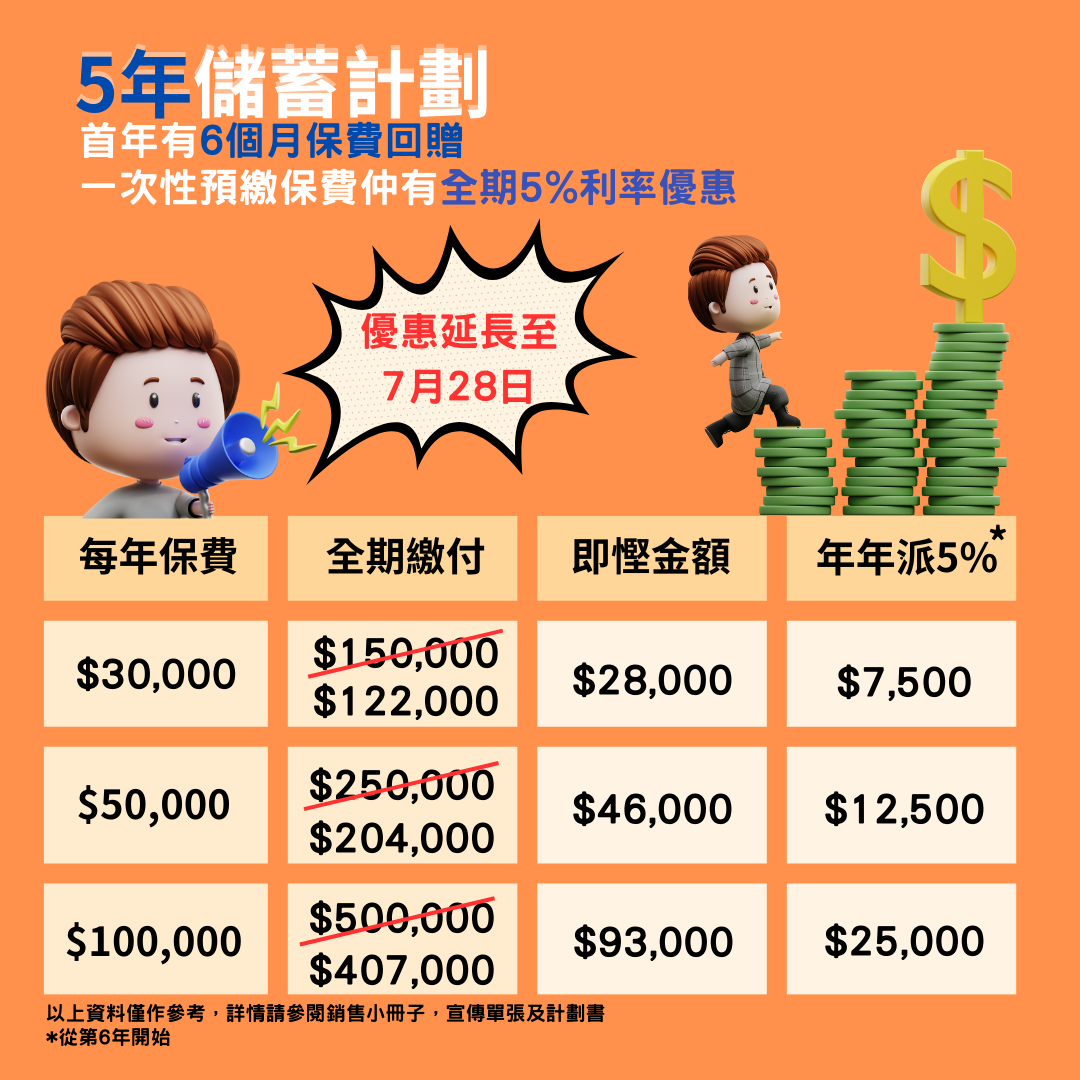 5年儲蓄計劃
首年有6個月保費回贈
一次性預繳保費仲有全期5%利率優惠
優惠延長至
7月28日
每年保費 全期繳付 即慳金額 年年派5%*
$30,000 $150,000 $28,000 $7,500
$122,000
$50,000 $250,000 $46,000 $12,500
$204,000
$100,000 $500,000 $93,000 $25,000
$407,000
以上資料僅作參考，詳情請參閱銷售小冊子，宣傳單張及計劃書
*從第6年開始